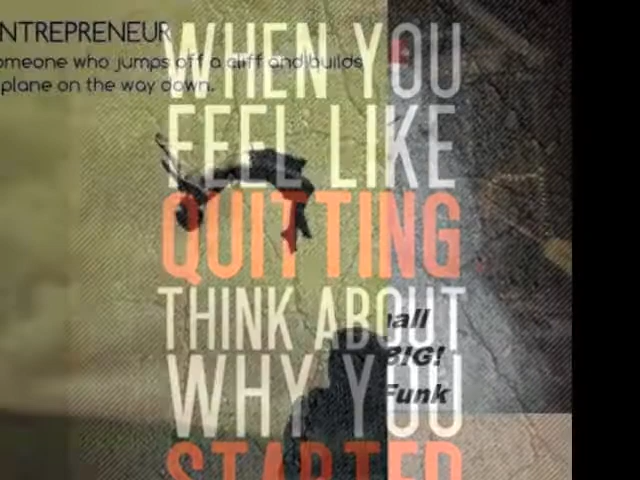 NTREPRENEUR
omeone who jumps off a cliff and builds
plane on the way down.
WHEN YOU
FEEL LIKE
QUITTING
THINK ABOUT
WHY YOU
STARTED
all
BIG!
Funk